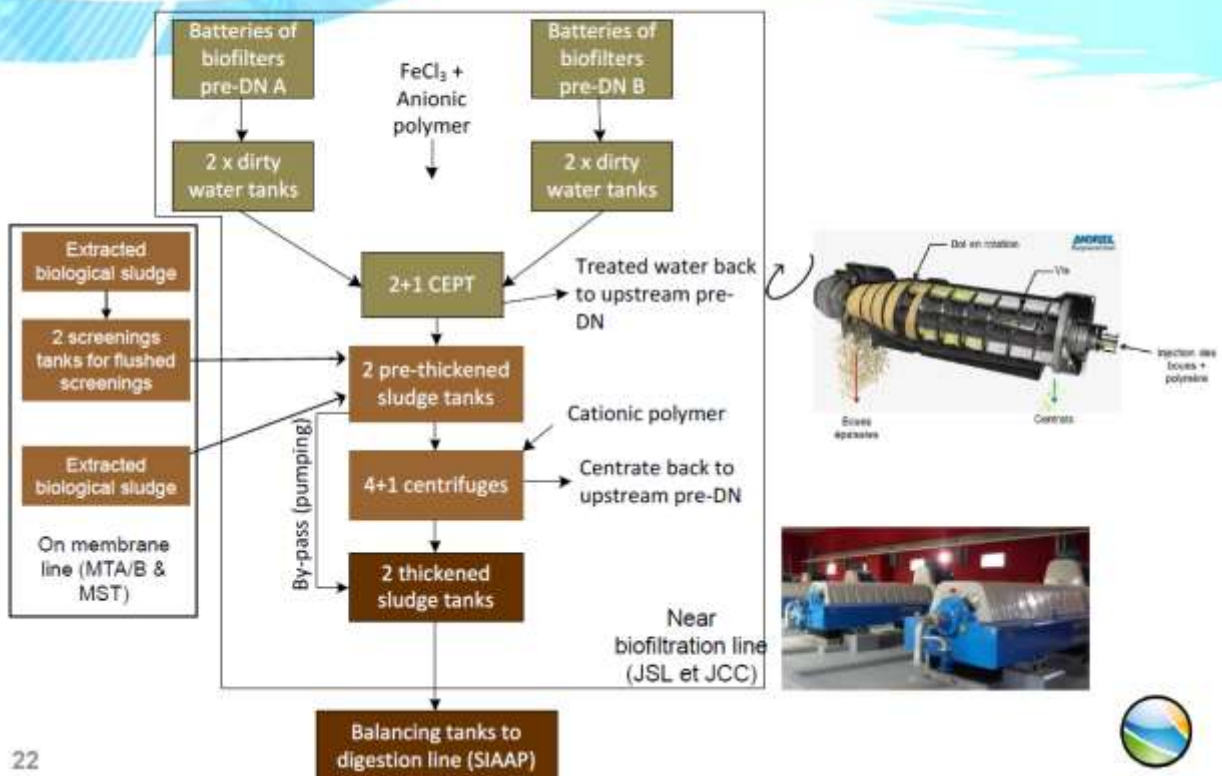 Batteries of
biofilters
pre-DN A
Batteries of
biofilters
pre-DN B
FeCl₃ +
Anionic
polymer
2 x dirty
water tanks
2 x dirty
water tanks
Extracted
biological sludge
2 screenings
tanks for flushed
screenings
Extracted
biological sludge
On membrane
line (MTA/B &
MST)
2+1 CEPT
Treated water back
to upstream pre-
DN
2 pre-thickened
sludge tanks
Cationic polymer
4+1 centrifuges
Centrate back to
upstream pre-DN
By-pass (pumping)
2 thickened
sludge tanks
Near
biofiltration line
(JSL et JCC)
Balancing tanks to
digestion line (SIAAP)
Bol en rotation
ANDRITZ
Vis
Injection des
boues +
polymère
Boues
épaissies
Centrats
22